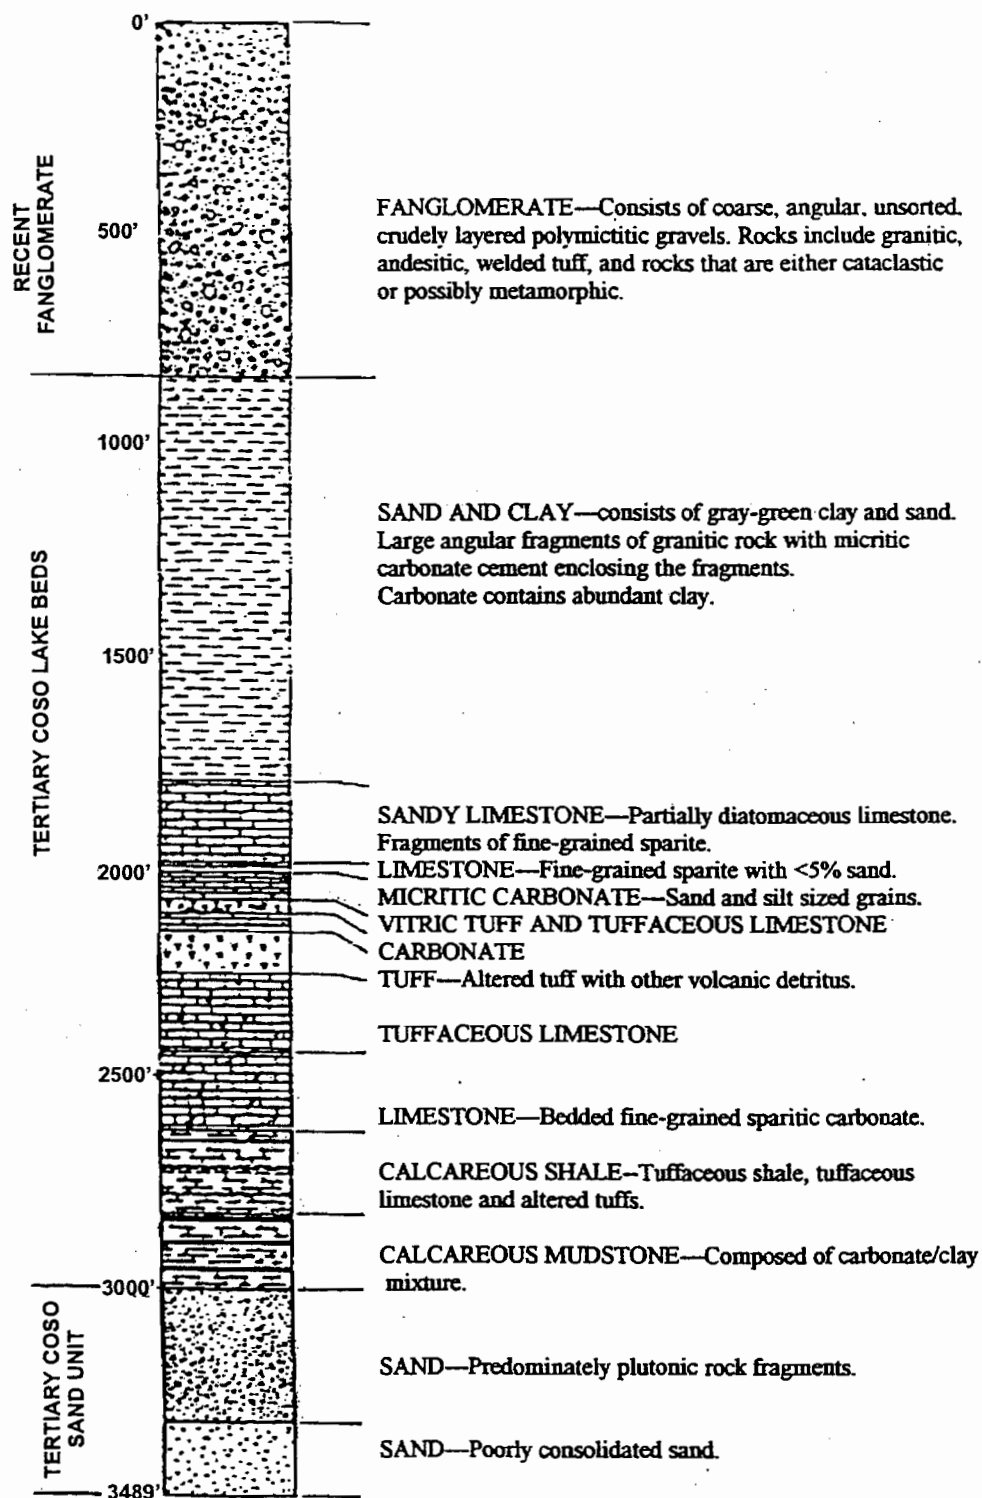 0'
RECENT
FANGLOMERATE
500'
FANGLOMERATE—Consists of coarse, angular, unsorted,
crudely layered polymictitic gravels. Rocks include granitic,
andesitic, welded tuff, and rocks that are either cataclastic
or possibly metamorphic.
TERTIARY COSO LAKE BEDS
1000'
SAND AND CLAY—consists of gray-green clay and sand.
Large angular fragments of granitic rock with micritic
carbonate cement enclosing the fragments.
Carbonate contains abundant clay.
1500'
SANDY LIMESTONE—Partially diatomaceous limestone.
Fragments of fine-grained sparite.
2000'
LIMESTONE—Fine-grained sparite with <5% sand.
MICRITIC CARBONATE—Sand and silt sized grains.
VITRIC TUFF AND TUFFACEOUS LIMESTONE
CARBONATE
TUFF—Altered tuff with other volcanic detritus.
TUFFACEOUS LIMESTONE
2500'
LIMESTONE—Bedded fine-grained sparitic carbonate.
CALCAREOUS SHALE–Tuffaceous shale, tuffaceous
limestone and altered tuffs.
CALCAREOUS MUDSTONE—Composed of carbonate/clay
mixture.
3000'
TERTIARY COSO
SAND UNIT
SAND—Predominately plutonic rock fragments.
SAND—Poorly consolidated sand.
3489'